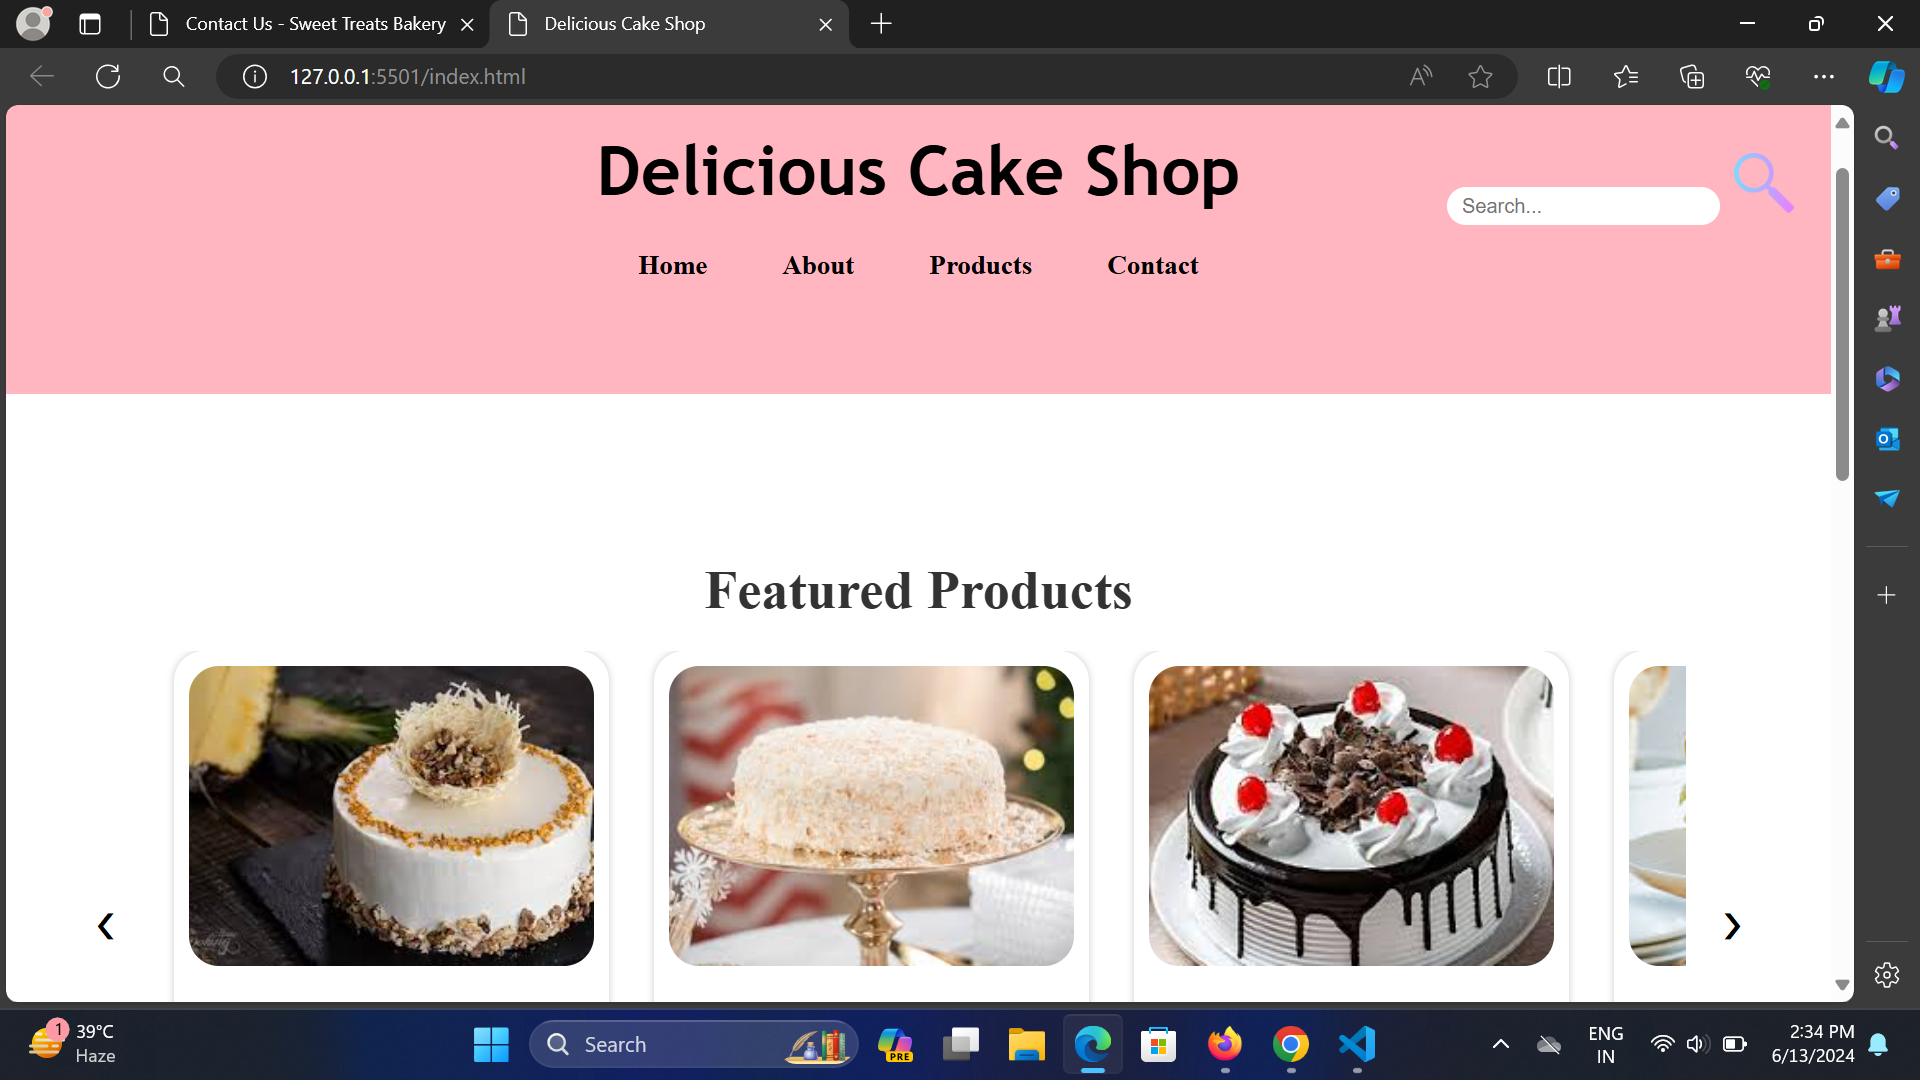 Contact Us - Sweet Treats Bakery
Delicious Cake Shop
127.0.0.1:5501/index.html
Delicious Cake Shop
Search...
Home
About
Products
Contact
Featured Products
❮
❯
1
39°C
Haze
Search
PRE
ENG
IN
2:34 PM
6/13/2024